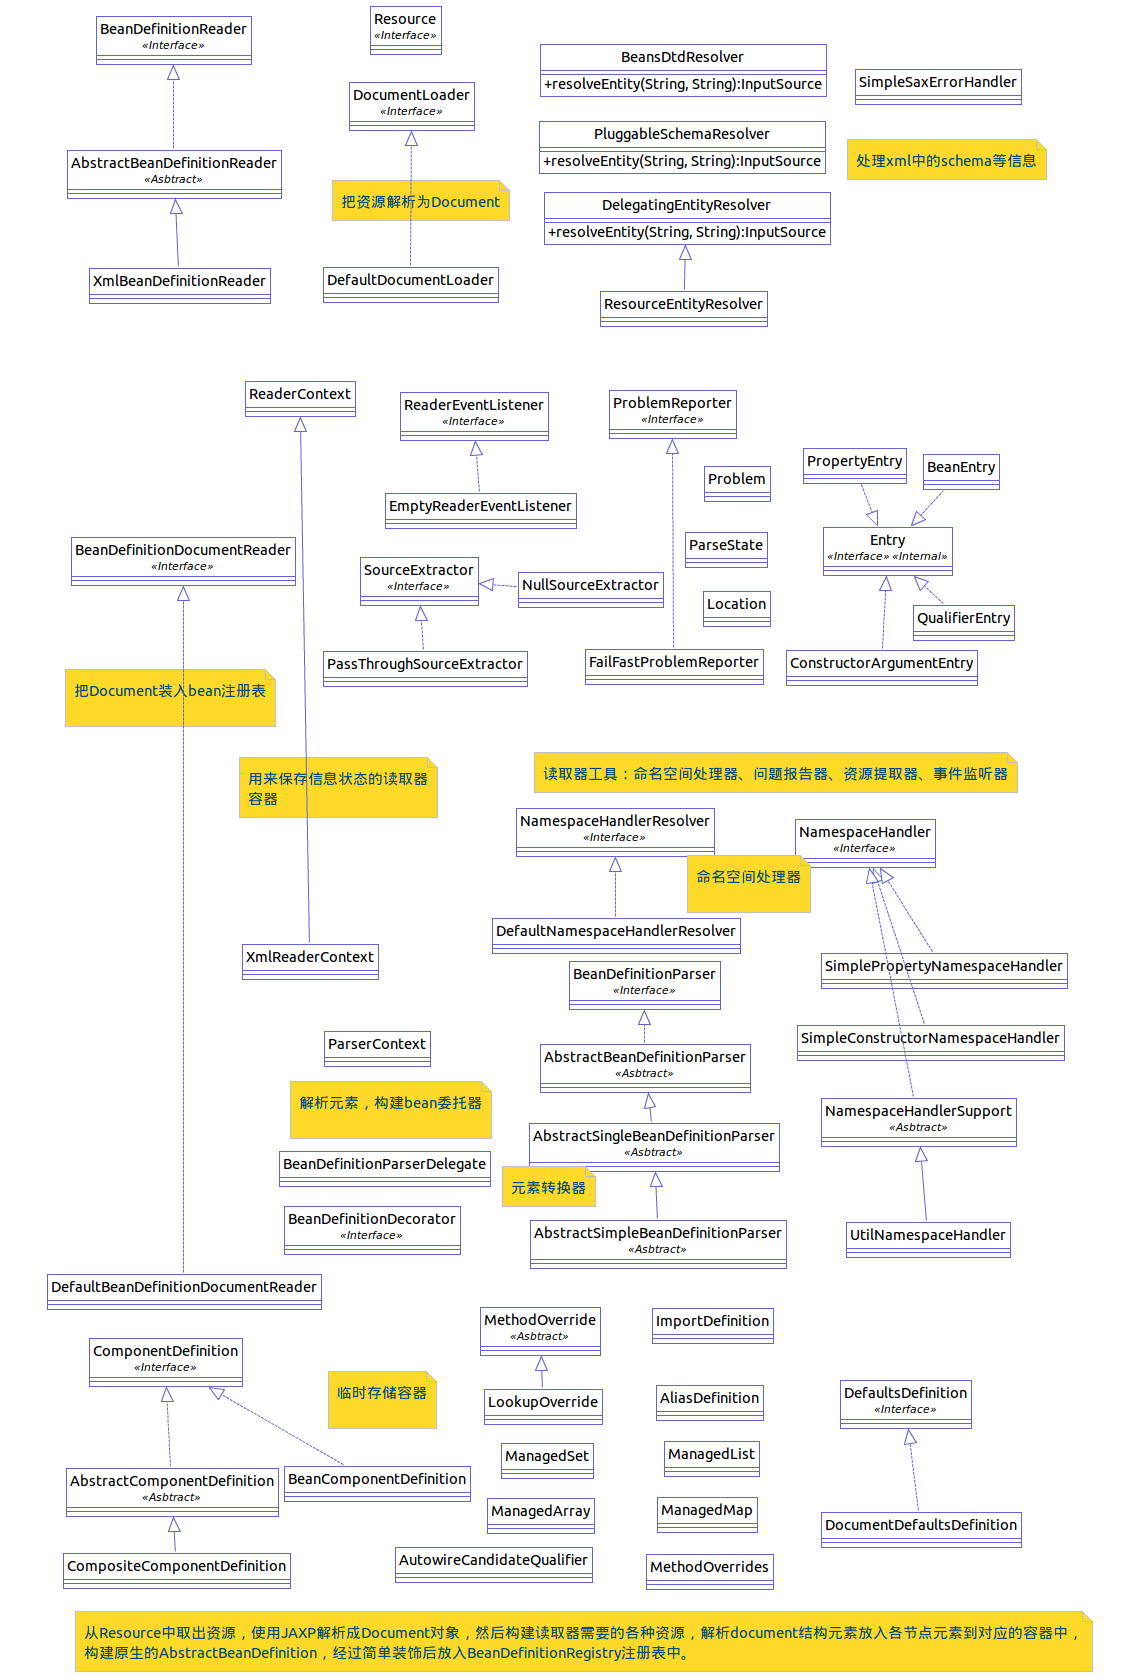 BeanDefinitionReader
«Interface»
Resource
«Interface»
BeansDtdResolver
+resolveEntity(String, String):InputSource
SimpleSaxErrorHandler
DocumentLoader
«Interface»
PluggableSchemaResolver
+resolveEntity(String, String):InputSource
处理xml中的schema等信息
AbstractBeanDefinitionReader
«Asbtract»
把资源解析为Document
DelegatingEntityResolver
+resolveEntity(String, String):InputSource
XmlBeanDefinitionReader
DefaultDocumentLoader
ResourceEntityResolver
ReaderContext
ReaderEventListener
«Interface»
ProblemReporter
«Interface»
PropertyEntry
BeanEntry
Problem
EmptyReaderEventListener
Entry
«Interface» «Internal»
ParseState
BeanDefinitionDocumentReader
«Interface»
SourceExtractor
«Interface»
NullSourceExtractor
Location
QualifierEntry
PassThroughSourceExtractor
FailFastProblemReporter
ConstructorArgumentEntry
把Document装入bean注册表
用来保存信息状态的读取器
容器
读取器工具：命名空间处理器、问题报告器、资源提取器、事件监听器
NamespaceHandlerResolver
«Interface»
NamespaceHandler
«Interface»
命名空间处理器
DefaultNamespaceHandlerResolver
XmlReaderContext
BeanDefinitionParser
«Interface»
SimplePropertyNamespaceHandler
ParserContext
SimpleConstructorNamespaceHandler
AbstractBeanDefinitionParser
«Asbtract»
解析元素，构建bean委托器
NamespaceHandlerSupport
«Asbtract»
AbstractSingleBeanDefinitionParser
«Asbtract»
BeanDefinitionParserDelegate
元素转换器
BeanDefinitionDecorator
«Interface»
AbstractSimpleBeanDefinitionParser
«Asbtract»
UtilNamespaceHandler
DefaultBeanDefinitionDocumentReader
MethodOverride
«Asbtract»
ImportDefinition
ComponentDefinition
«Interface»
临时存储容器
LookupOverride
AliasDefinition
DefaultsDefinition
«Interface»
ManagedSet
ManagedList
AbstractComponentDefinition
«Asbtract»
BeanComponentDefinition
ManagedArray
ManagedMap
DocumentDefaultsDefinition
CompositeComponentDefinition
AutowireCandidateQualifier
MethodOverrides
从Resource中取出资源，使用JAXP解析成Document对象，然后构建读取器需要的各种资源，解析document结构元素放入各节点元素到对应的容器中，
构建原生的AbstractBeanDefinition，经过简单装饰后放入BeanDefinitionRegistry注册表中。